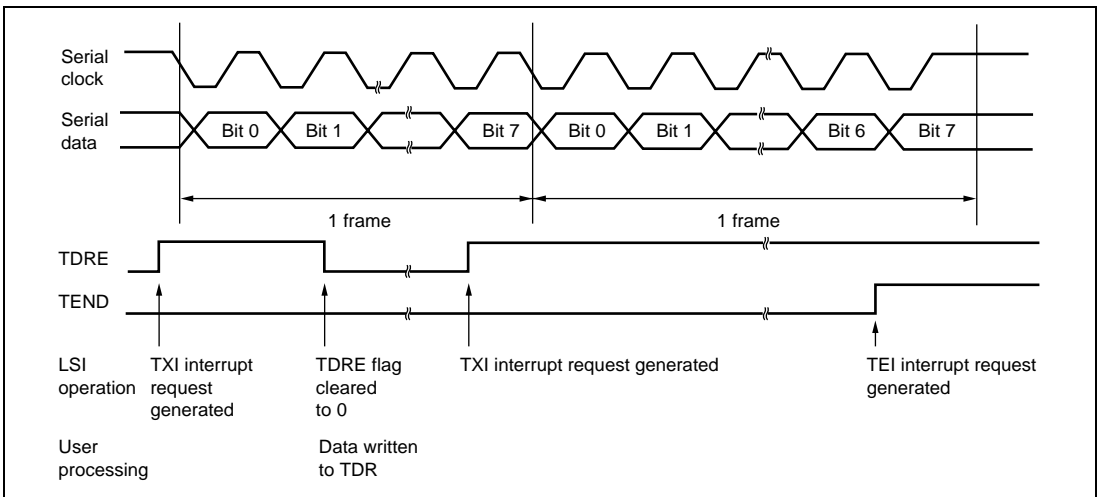 Serial
clock
Serial
data
Bit 0 Bit 1 Bit 7 Bit 0 Bit 1 Bit 6 Bit 7
1 frame 1 frame
TDRE
TEND
LSI
operation
TXI interrupt
request
generated
TDRE flag
cleared
to 0
TXI interrupt request generated
TEI interrupt request
generated
User
processing
Data written
to TDR